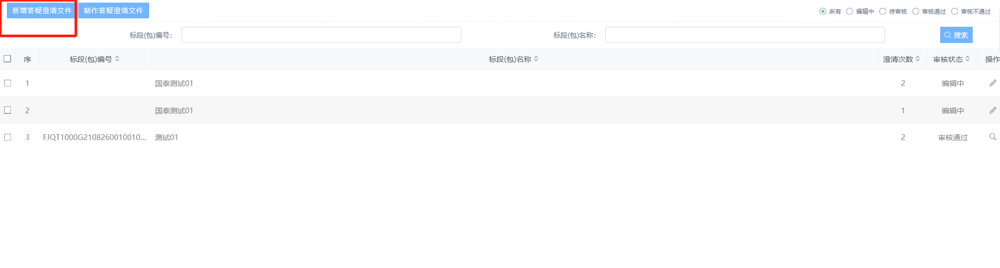 新增答疑澄清文件 制作答疑澄清文件 所有 编辑中 待审核 审核通过 审核不通过
标段(包)编号： 标段(包)名称： 搜索
序 标段(包)编号 标段(包)名称 澄清次数 审核状态 操作
1 国泰测试01 2 编辑中
2 国泰测试01 1 编辑中
3 FJQT1000G2108260010010... 测试01 2 审核通过